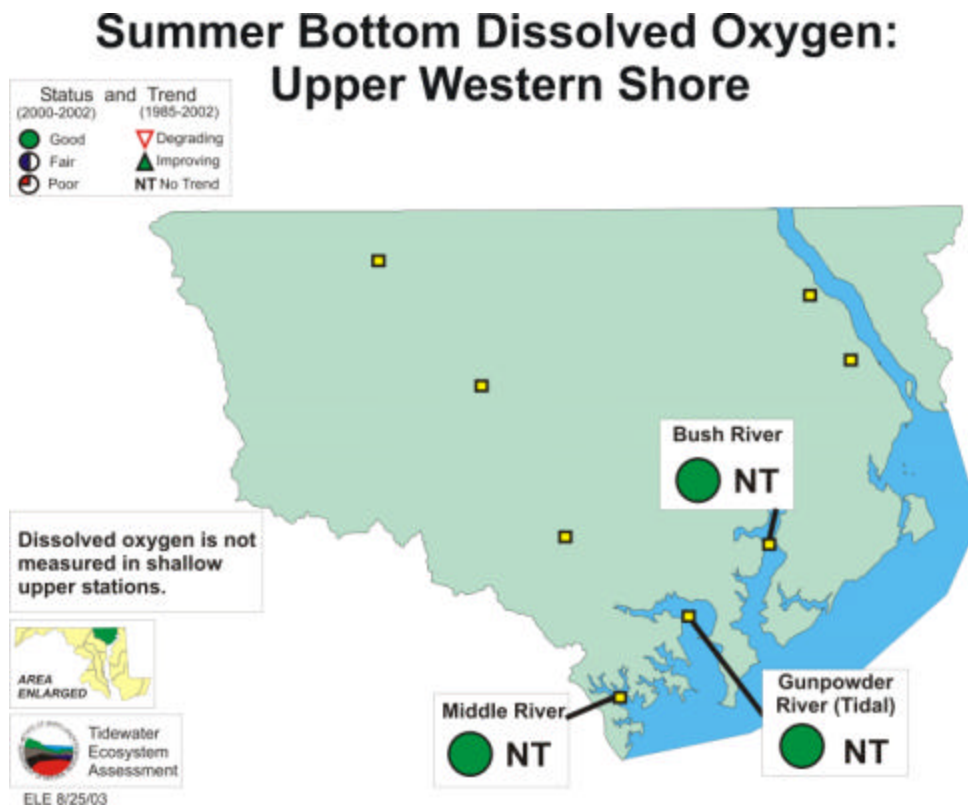 Summer Bottom Dissolved Oxygen:
Upper Western Shore
Status and Trend
(2000-2002) (1985-2002)
Good Degrading
Fair Improving
Poor NT No Trend
Bush River
NT
Dissolved oxygen is not
measured in shallow
upper stations.
AREA
ENLARGED
Middle River
NT
Gunpowder
River (Tidal)
NT
Tidewater
Ecosystem
Assessment
ELE 8/25/03